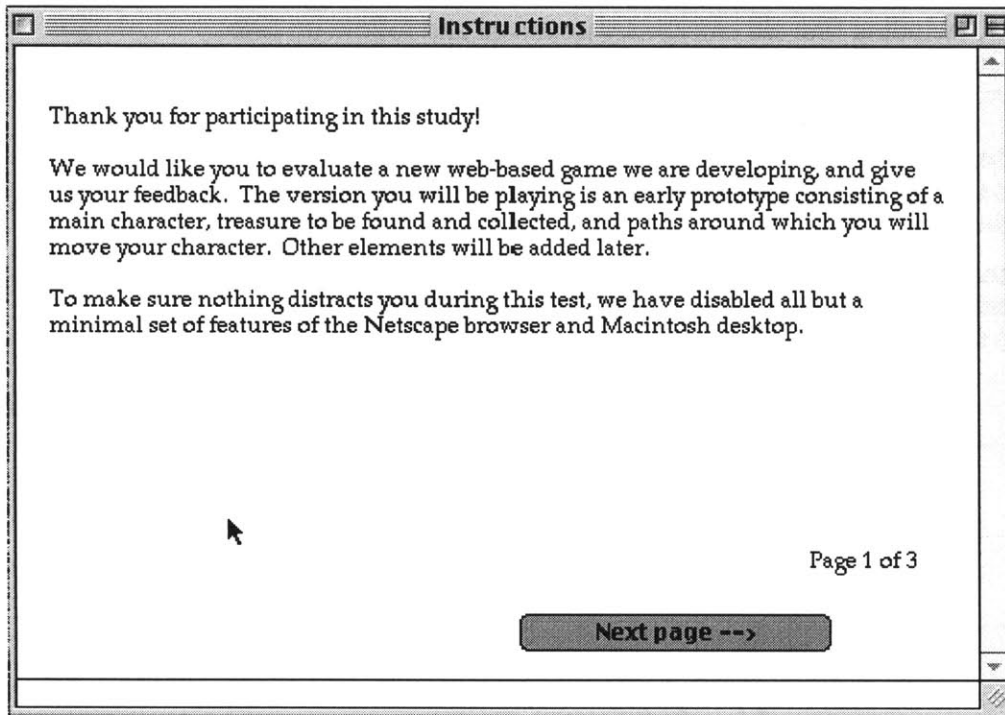 Instructions
Thank you for participating in this study!
We would like you to evaluate a new web-based game we are developing, and give
us your feedback. The version you will be playing is an early prototype consisting of a
main character, treasure to be found and collected, and paths around which you will
move your character. Other elements will be added later.
To make sure nothing distracts you during this test, we have disabled all but a
minimal set of features of the Netscape browser and Macintosh desktop.
Page 1 of 3
Next page -->